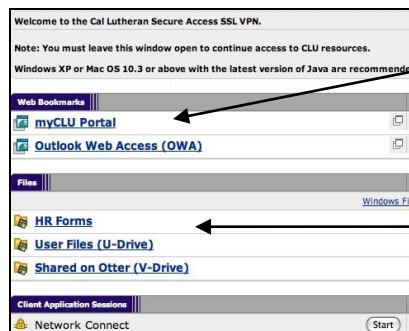 Welcome to the Cal Lutheran Secure Access SSL VPN.
Note: You must leave this window open to continue access to CLU resources.
Windows XP or Mac OS 10.3 or above with the latest version of Java are
Web Bookmarks
myCLU Portal
Outlook Web Access (OWA)
Files
Windows
HR Forms
User Files (U-Drive)
Shared on Otter (V-Drive)
Client Application Sessions
Network Connect
Start